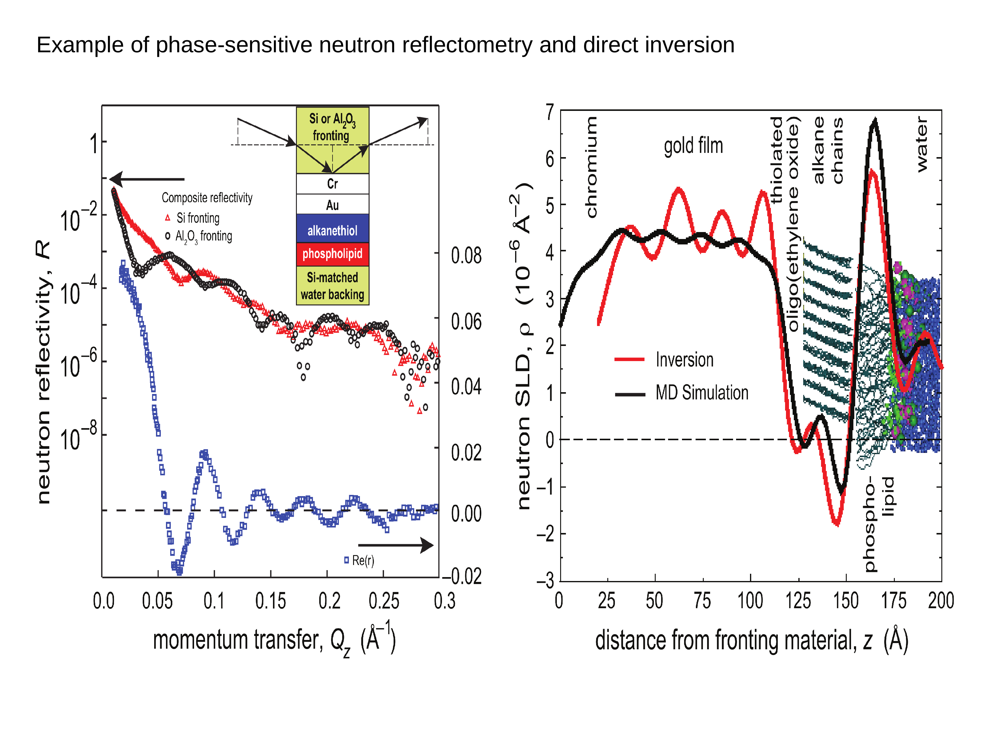 Example of phase-sensitive neutron reflectometry and direct inversion
neutron reflectivity, R
1
10⁻²
10⁻⁴
10⁻⁶
10⁻⁸
Si or Al₂O₃
fronting
Cr
Au
alkanethiol
phospholipid
Si-matched
water backing
Composite reflectivity
Si fronting
Al₂O₃ fronting
0.08
0.06
0.04
0.02
0.00
–0.02
Re(r)
0.0 0.05 0.1 0.15 0.2 0.25 0.3
momentum transfer, Qz (Å⁻¹)
neutron SLD, ρ (10⁻⁶ Å⁻²)
7
6
5
4
3
2
1
0
–1
–2
–3
chromium
gold film
thiolated
oligo(ethylene oxide)
alkane
chains
water
Inversion
MD Simulation
phospho-
lipid
0 25 50 75 100 125 150 175 200
distance from fronting material, z (Å)